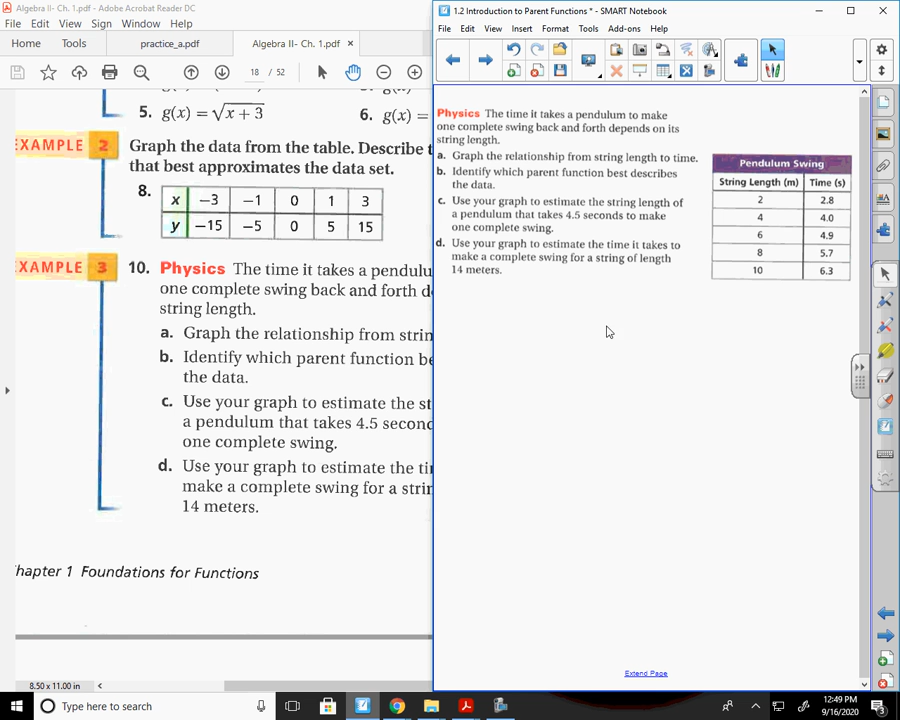 Algebra II- Ch. 1.pdf - Adobe Acrobat Reader DC
File Edit View Sign Window Help
Home Tools practice_a.pdf Algebra II- Ch. 1.pdf ×
18 / 52
5. g(x) = √(x + 3)
6. g(x) =
EXAMPLE 2 Graph the data from the table. Describe t
that best approximates the data set.
8. x −3 −1 0 1 3
y −15 −5 0 5 15
EXAMPLE 3 10. Physics The time it takes a pendulu
one complete swing back and forth d
string length.
a. Graph the relationship from strin
b. Identify which parent function be
the data.
c. Use your graph to estimate the st
a pendulum that takes 4.5 second
one complete swing.
d. Use your graph to estimate the ti
make a complete swing for a strin
14 meters.
hapter 1 Foundations for Functions
8.50 x 11.00 in
1.2 Introduction to Parent Functions * - SMART Notebook
File Edit View Insert Format Tools Add-ons Help
Physics The time it takes a pendulum to make
one complete swing back and forth depends on its
string length.
a. Graph the relationship from string length to time.
b. Identify which parent function best describes
the data.
c. Use your graph to estimate the string length of
a pendulum that takes 4.5 seconds to make
one complete swing.
d. Use your graph to estimate the time it takes to
make a complete swing for a string of length
14 meters.
Pendulum Swing
String Length (m) Time (s)
2 2.8
4 4.0
6 4.9
8 5.7
10 6.3
Extend Page
Type here to search
12:49 PM
9/16/2020
3